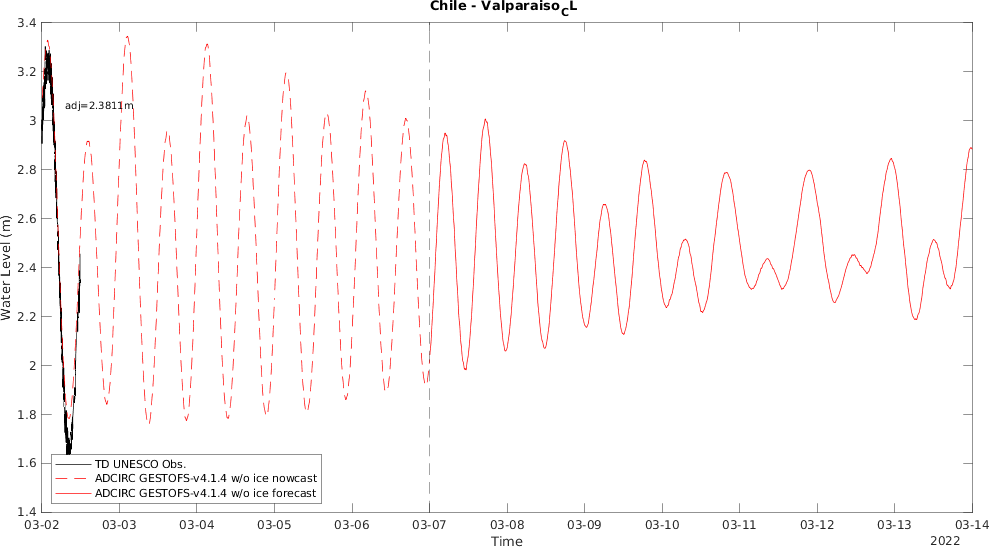 Chile - ValparaisoCL
3.4
3.2
3
2.8
2.6
2.4
2.2
2
1.8
1.6
1.4
Water Level (m)
adj=2.3811m
TD UNESCO Obs.
ADCIRC GESTOFS-v4.1.4 w/o ice nowcast
ADCIRC GESTOFS-v4.1.4 w/o ice forecast
03-02 03-03 03-04 03-05 03-06 03-07 03-08 03-09 03-10 03-11 03-12 03-13 03-14
Time
2022